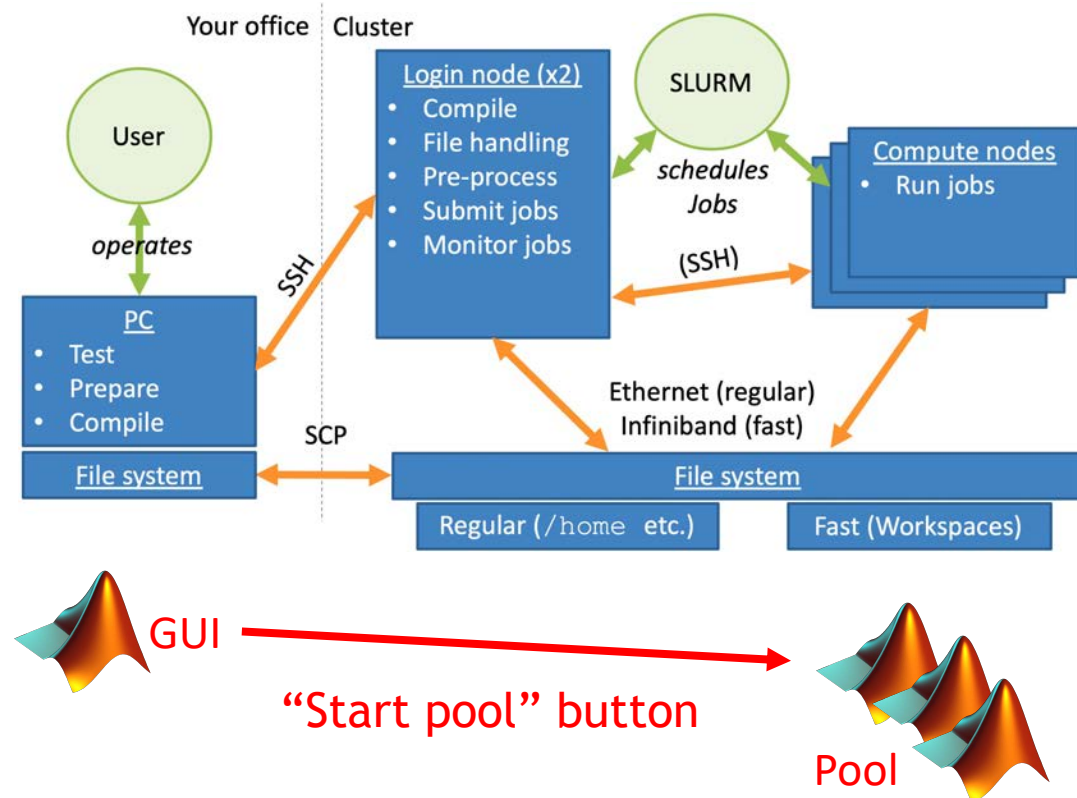 Your office
Cluster
User
operates
PC
• Test
• Prepare
• Compile
File system
SSH
SCP
Login node (x2)
• Compile
• File handling
• Pre-process
• Submit jobs
• Monitor jobs
SLURM
schedules
Jobs
(SSH)
Compute nodes
• Run jobs
Ethernet (regular)
Infiniband (fast)
File system
Regular (/home etc.)
Fast (Workspaces)
GUI
“Start pool” button
Pool